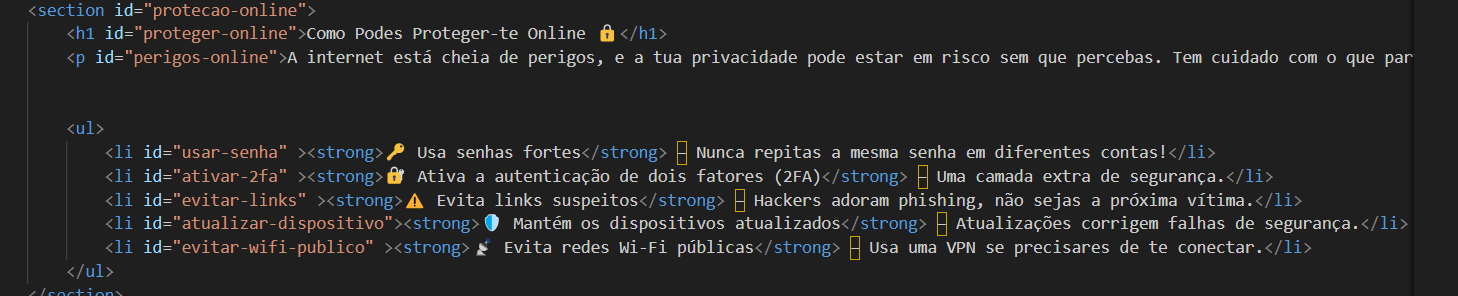 <section id="protecao-online">
<h1 id="proteger-online">Como Podes Proteger-te Online 🔒</h1>
<p id="perigos-online">A internet está cheia de perigos, e a tua privacidade pode estar em risco sem que percebas. Tem cuidado com o que par
<ul>
<li id="usar-senha" ><strong>🔑 Usa senhas fortes</strong> – Nunca repitas a mesma senha em diferentes contas!</li>
<li id="ativar-2fa" ><strong>🔐 Ativa a autenticação de dois fatores (2FA)</strong> – Uma camada extra de segurança.</li>
<li id="evitar-links" ><strong>⚠️ Evita links suspeitos</strong> – Hackers adoram phishing, não sejas a próxima vítima.</li>
<li id="atualizar-dispositivo"><strong>🛡️ Mantém os dispositivos atualizados</strong> – Atualizações corrigem falhas de segurança.</li>
<li id="evitar-wifi-publico" ><strong>📡 Evita redes Wi-Fi públicas</strong> – Usa uma VPN se precisares de te conectar.</li>
</ul>
</section>